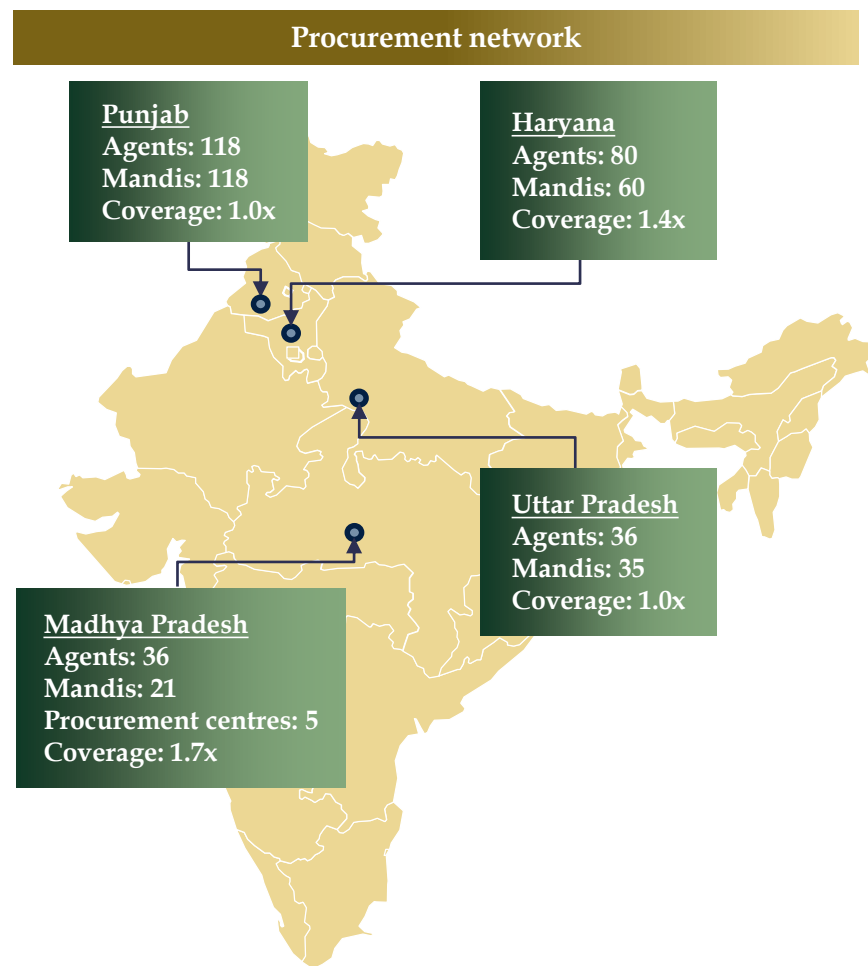 Procurement network
Punjab
Agents: 118
Mandis: 118
Coverage: 1.0x
Haryana
Agents: 80
Mandis: 60
Coverage: 1.4x
Uttar Pradesh
Agents: 36
Mandis: 35
Coverage: 1.0x
Madhya Pradesh
Agents: 36
Mandis: 21
Procurement centres: 5
Coverage: 1.7x